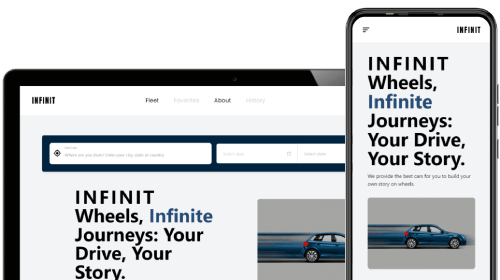 INFINIT
Fleet Favorites About History
Where are you from? Enter your city, state or country
Select date
Select date
INFINIT
Wheels, Infinite
Journeys: Your
Drive, Your
Story.
INFINIT
INFINIT
Wheels,
Infinite
Journeys:
Your Drive,
Your Story.
We provide the best cars for you to build your
own story on wheels.